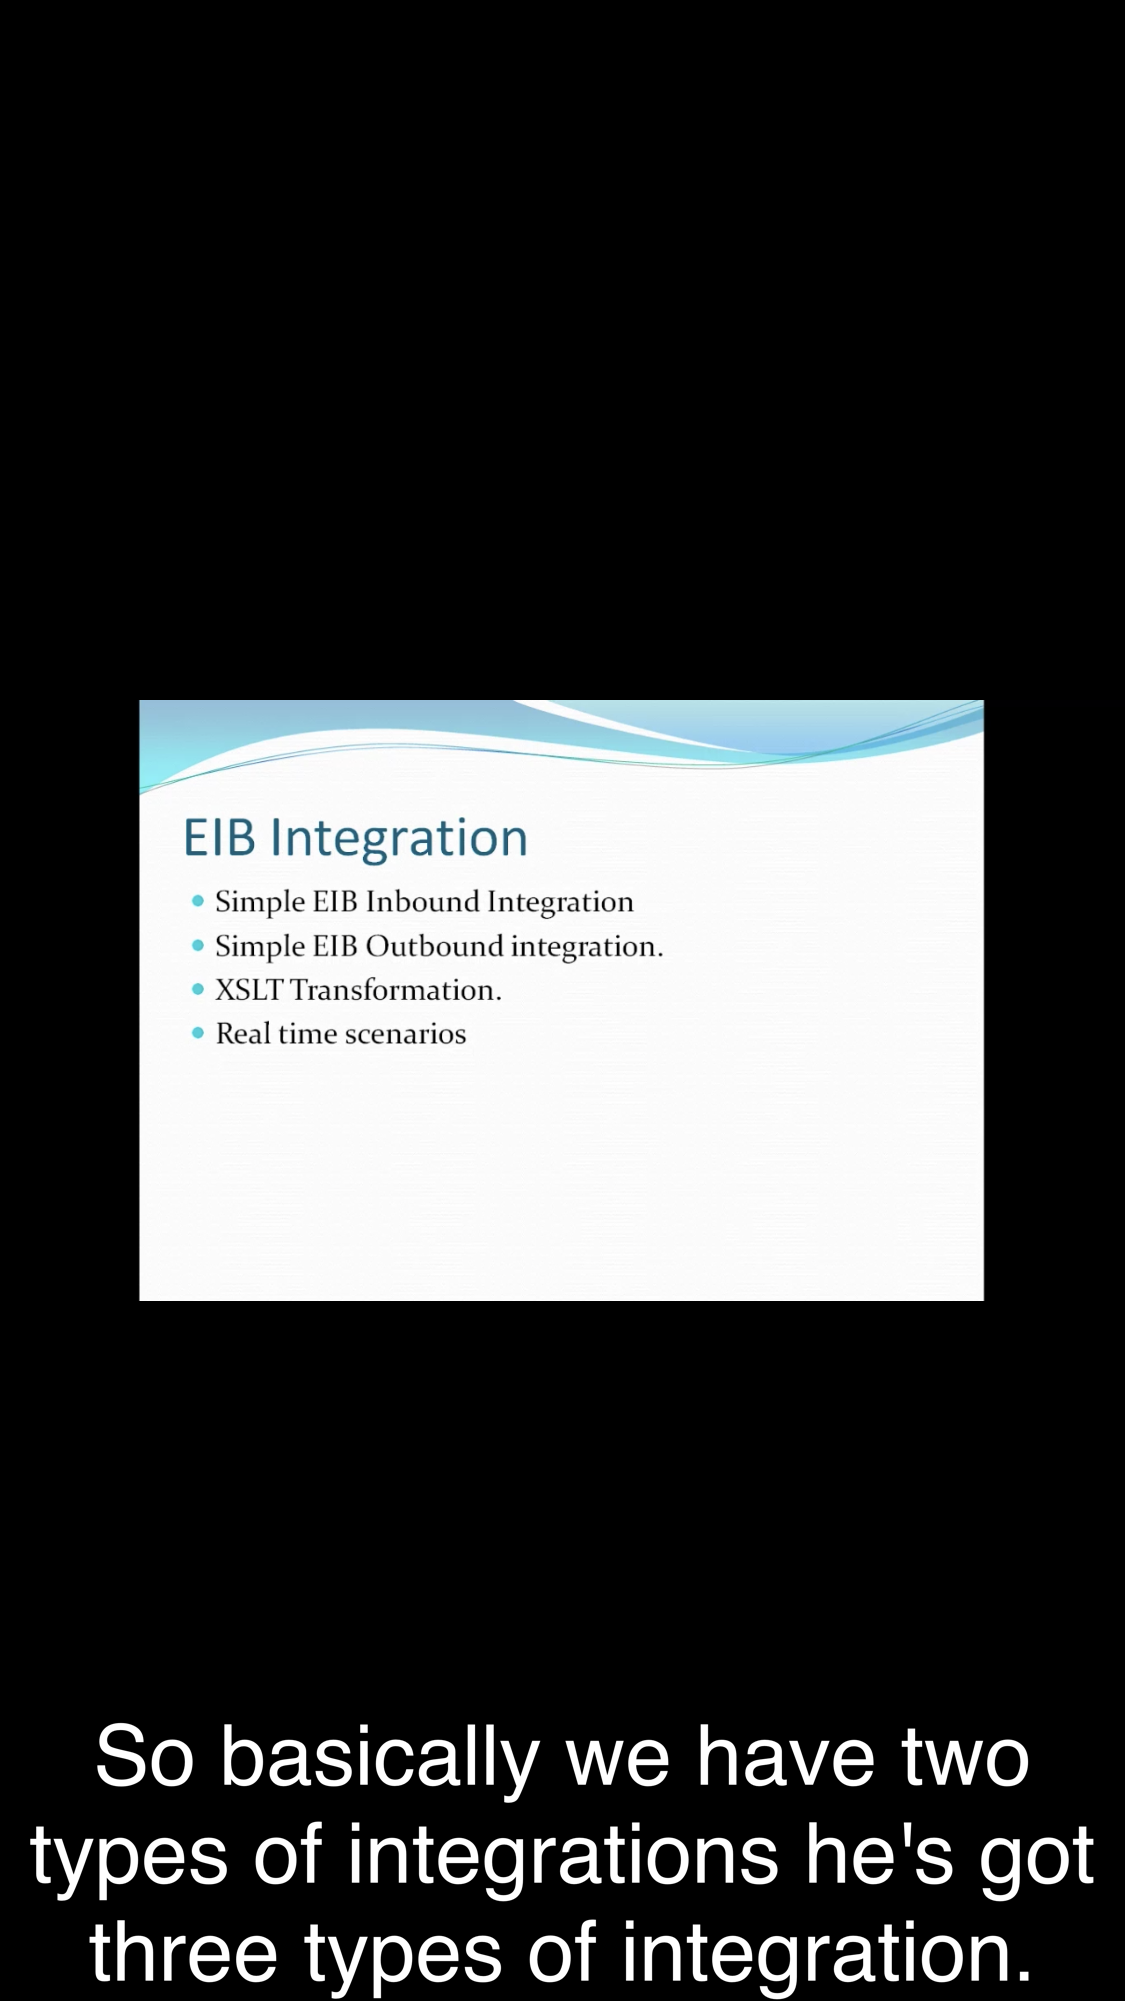 EIB Integration
Simple EIB Inbound Integration
Simple EIB Outbound integration.
XSLT Transformation.
Real time scenarios
So basically we have two
types of integrations he's got
three types of integration.